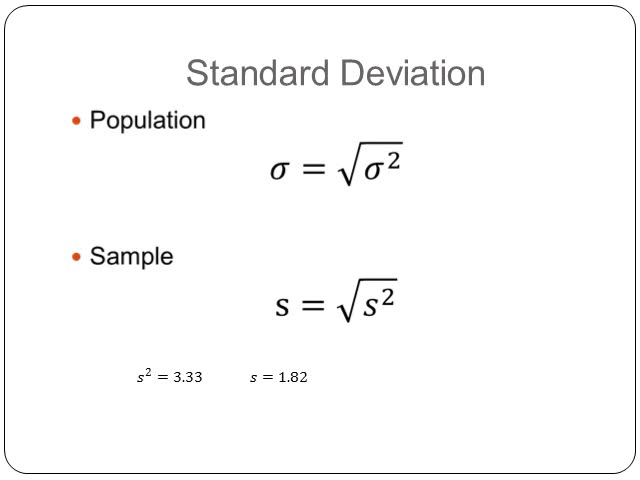 Standard Deviation
• Population
σ = √σ²
• Sample
s = √s²
s² = 3.33 s = 1.82